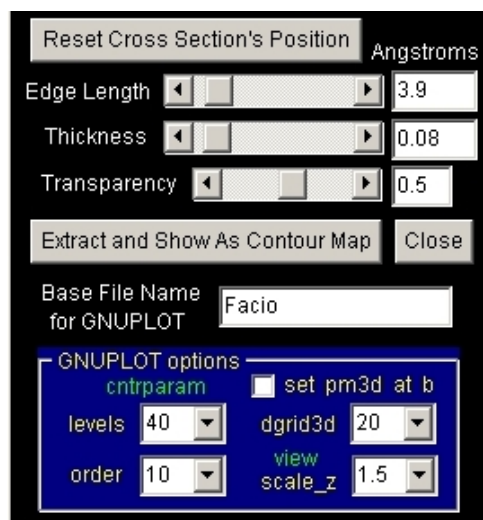 Reset Cross Section's Position
Angstroms
Edge Length 3.9
Thickness 0.08
Transparency 0.5
Extract and Show As Contour Map Close
Base File Name
for GNUPLOT Facio
GNUPLOT options
cntrparam set pm3d at b
levels 40 dgrid3d 20
view
order 10 scale_z 1.5